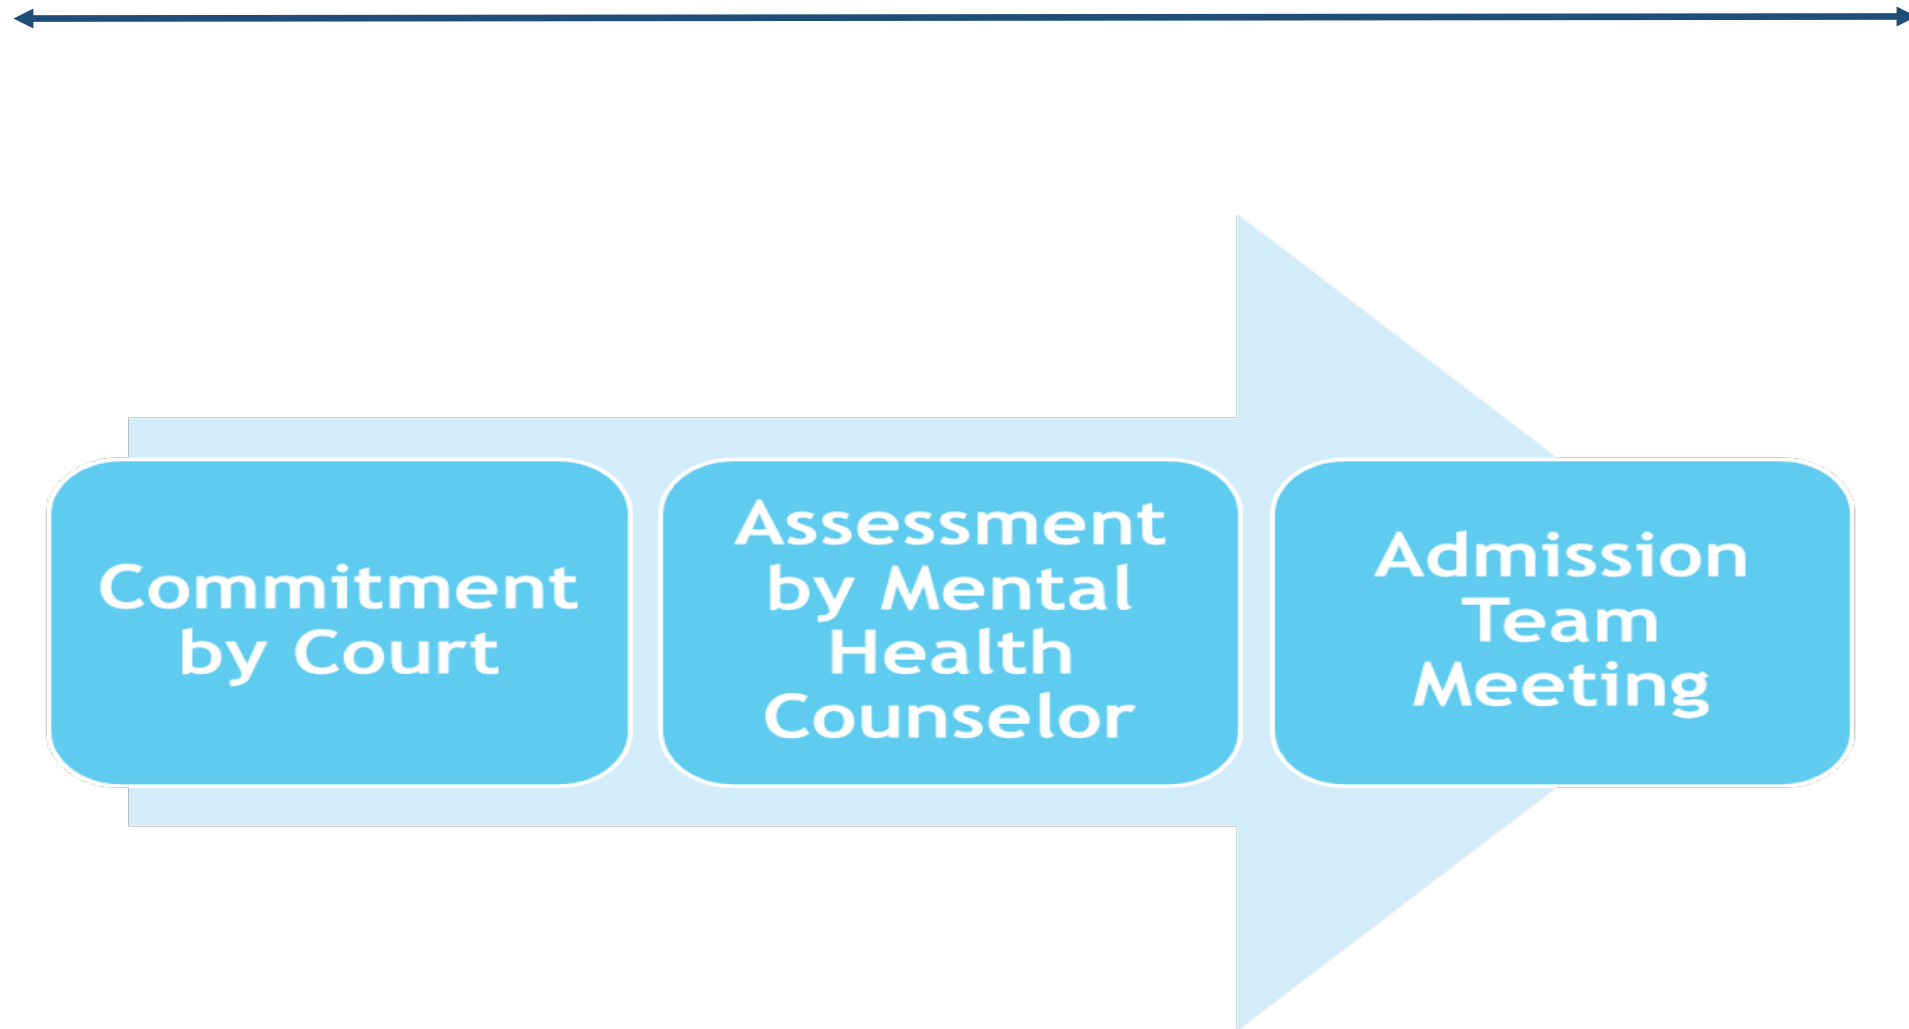 Commitment
by Court
Assessment
by Mental
Health
Counselor
Admission
Team
Meeting